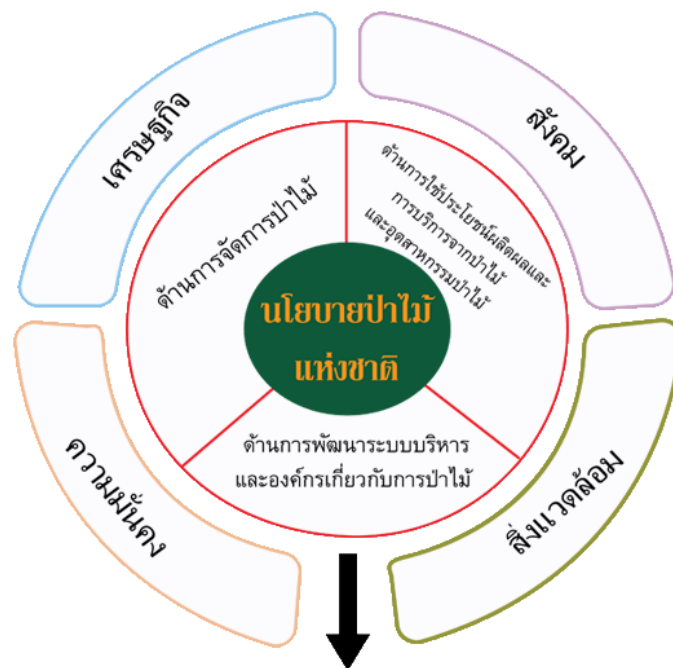 เศรษฐกิจ
สังคม
ด้านการจัดการป่าไม้
ด้านการใช้ประโยชน์ผลิตผลและ
การบริการจากป่าไม้
และอุตสาหกรรมป่าไม้
นโยบายป่าไม้
แห่งชาติ
ด้านการพัฒนาระบบบริหาร
และองค์กรเกี่ยวกับการป่าไม้
ความมั่นคง
สิ่งแวดล้อม